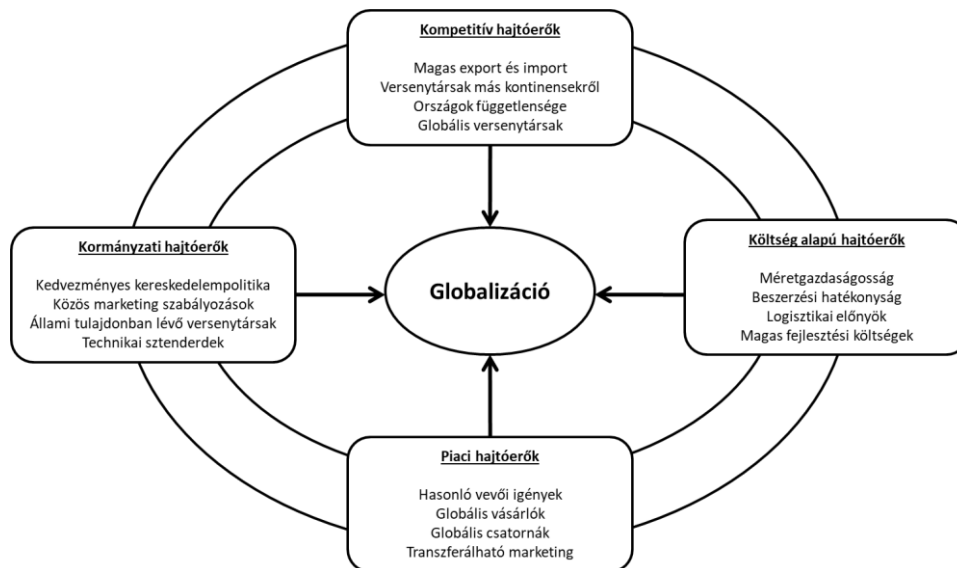 Kompetitív hajtóerők
Magas export és import
Versenytársak más kontinensekről
Országok függetlensége
Globális versenytársak
Kormányzati hajtóerők
Kedvezményes kereskedelempolitika
Közös marketing szabályozások
Állami tulajdonban lévő versenytársak
Technikai sztenderdek
Globalizáció
Költség alapú hajtóerők
Méretgazdaságosság
Beszerzési hatékonyság
Logisztikai előnyök
Magas fejlesztési költségek
Piaci hajtóerők
Hasonló vevői igények
Globális vásárlók
Globális csatornák
Transzferálható marketing